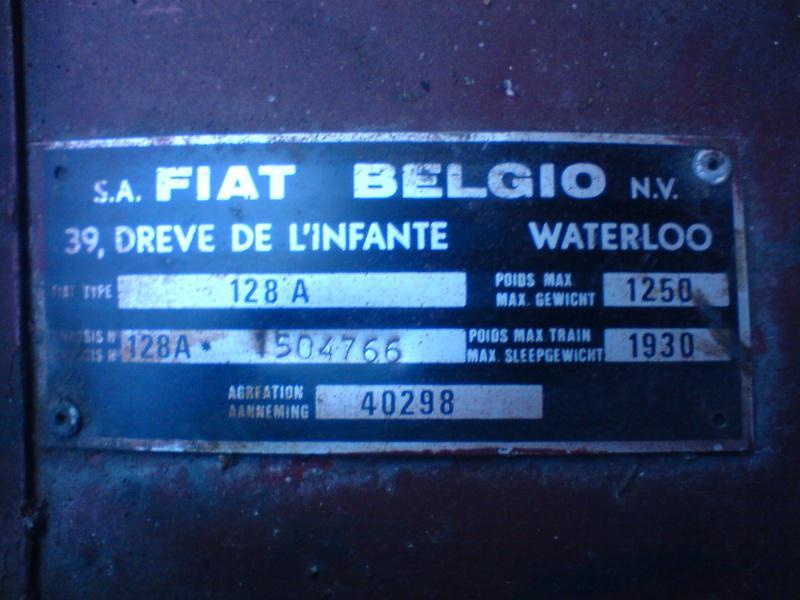 S.A. FIAT BELGIO N.V.
39, DREVE DE L'INFANTE WATERLOO
FIAT TYPE 128 A POIDS MAX. MAX. GEWICHT 1250
128A * 1504766 POIDS MAX TRAIN MAX. SLEEPGEWICHT 1930
AGREATION AANNEMING 40298